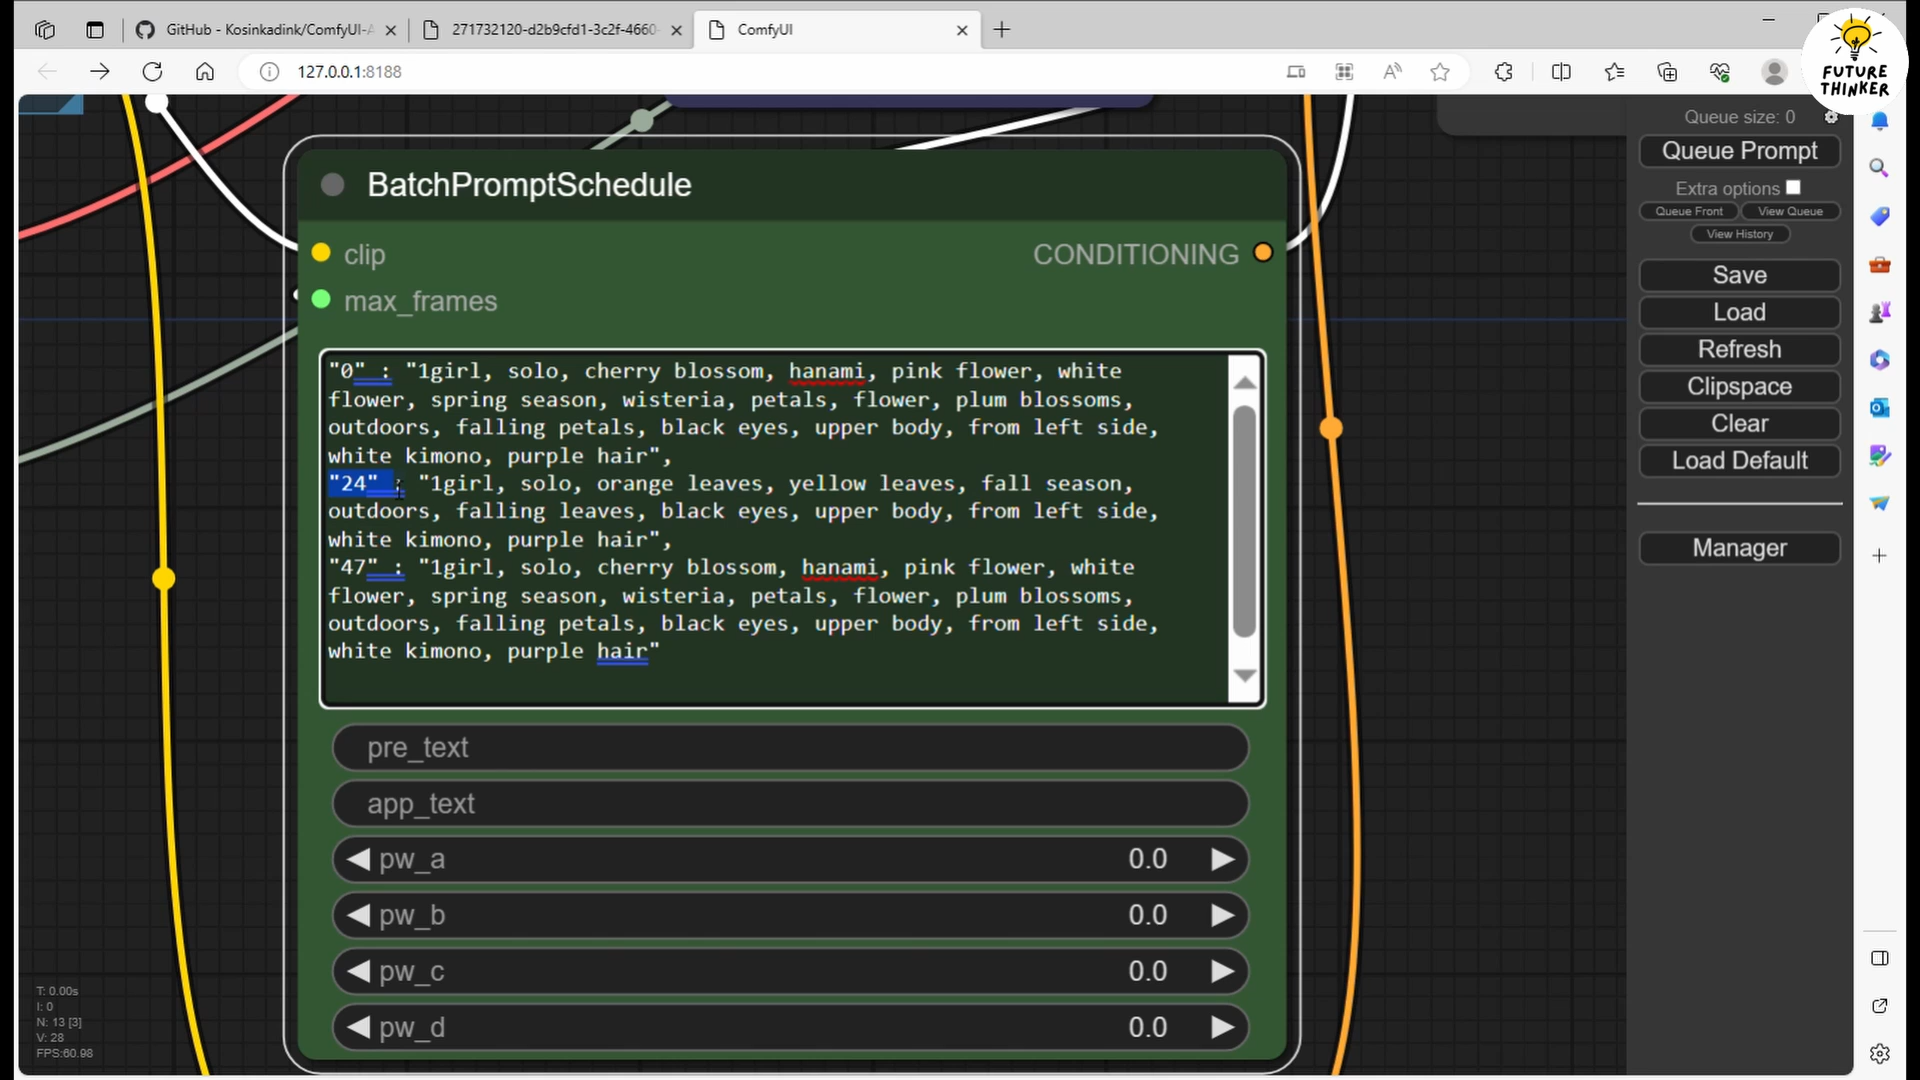 GitHub - Kosinkadink/ComfyUI-A
271732120-d2b9cfd1-3c2f-4660-
ComfyUI
127.0.0.1:8188
FUTURE
THINKER
Queue size: 0
Queue Prompt
Extra options
Queue Front
View Queue
View History
Save
Load
Refresh
Clipspace
Clear
Load Default
Manager
BatchPromptSchedule
clip
CONDITIONING
max_frames
"0" : "1girl, solo, cherry blossom, hanami, pink flower, white
flower, spring season, wisteria, petals, flower, plum blossoms,
outdoors, falling petals, black eyes, upper body, from left side,
white kimono, purple hair",
"24" : "1girl, solo, orange leaves, yellow leaves, fall season,
outdoors, falling leaves, black eyes, upper body, from left side,
white kimono, purple hair",
"47" : "1girl, solo, cherry blossom, hanami, pink flower, white
flower, spring season, wisteria, petals, flower, plum blossoms,
outdoors, falling petals, black eyes, upper body, from left side,
white kimono, purple hair"
pre_text
app_text
pw_a 0.0
pw_b 0.0
pw_c 0.0
pw_d 0.0
T: 0.00s
I: 0
N: 13 [3]
V: 28
FPS:60.98